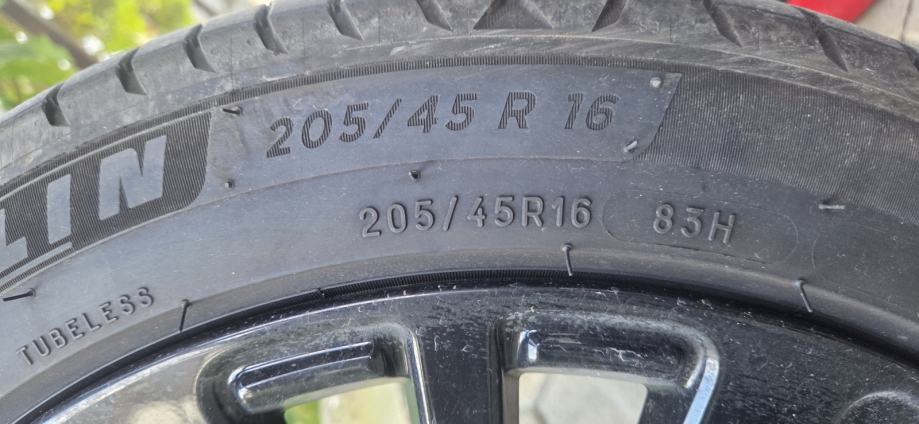 205/45 R 16
LIN
205/45R16 83H
TUBELESS